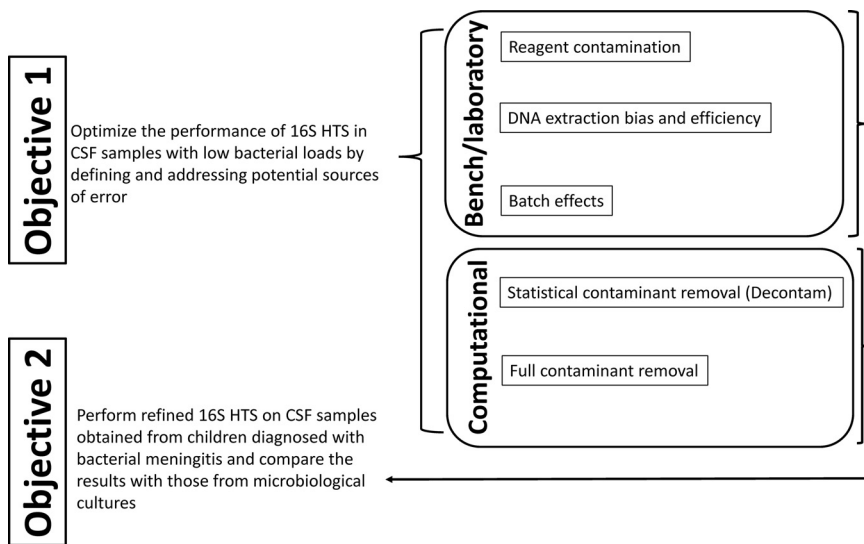 Objective 1
Optimize the performance of 16S HTS in
CSF samples with low bacterial loads by
defining and addressing potential sources
of error
Bench/laboratory
Reagent contamination
DNA extraction bias and efficiency
Batch effects
Computational
Statistical contaminant removal (Decontam)
Full contaminant removal
Objective 2
Perform refined 16S HTS on CSF samples
obtained from children diagnosed with
bacterial meningitis and compare the
results with those from microbiological
cultures